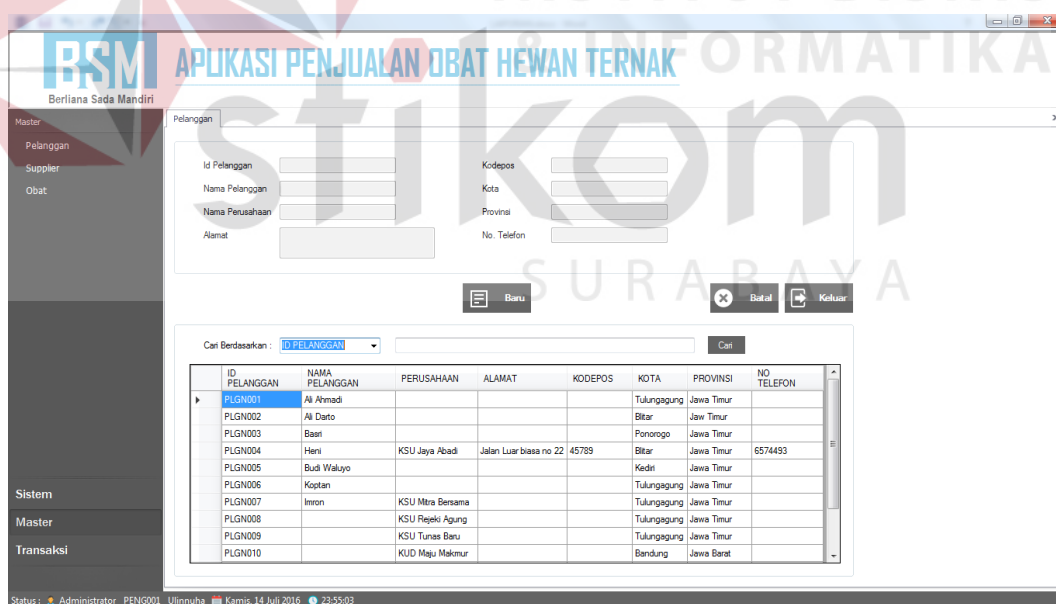 INFORMATIKA
BSM
APLIKASI PENJUALAN OBAT HEWAN TERNAK
Berliana Sada Mandiri
stikom
SURABAYA
Master
Pelanggan
Supplier
Obat
Pelanggan
Id Pelanggan
Kodepos
Nama Pelanggan
Kota
Nama Perusahaan
Provinsi
Alamat
No. Telefon
Baru
Batal
Keluar
Cari Berdasarkan : ID PELANGGAN
Cari
ID PELANGGAN NAMA PELANGGAN PERUSAHAAN ALAMAT KODEPOS KOTA PROVINSI NO TELEFON
PLGN001 Ali Ahmadi Tulungagung Jawa Timur
PLGN002 Ali Darto Blitar Jaw Timur
PLGN003 Basri Ponorogo Jawa Timur
PLGN004 Heni KSU Jaya Abadi Jalan Luar biasa no 22 45789 Blitar Jawa Timur 6574493
PLGN005 Budi Waluyo Kediri Jawa Timur
PLGN006 Koptan Tulungagung Jawa Timur
PLGN007 Imron KSU Mitra Bersama Tulungagung Jawa Timur
PLGN008 KSU Rejeki Agung Tulungagung Jawa Timur
PLGN009 KSU Tunas Baru Tulungagung Jawa Timur
PLGN010 KUD Maju Makmur Bandung Jawa Barat
Sistem
Master
Transaksi
Status : Administrator PENG001 Ulinnuha Kamis, 14 Juli 2016 23:55:03